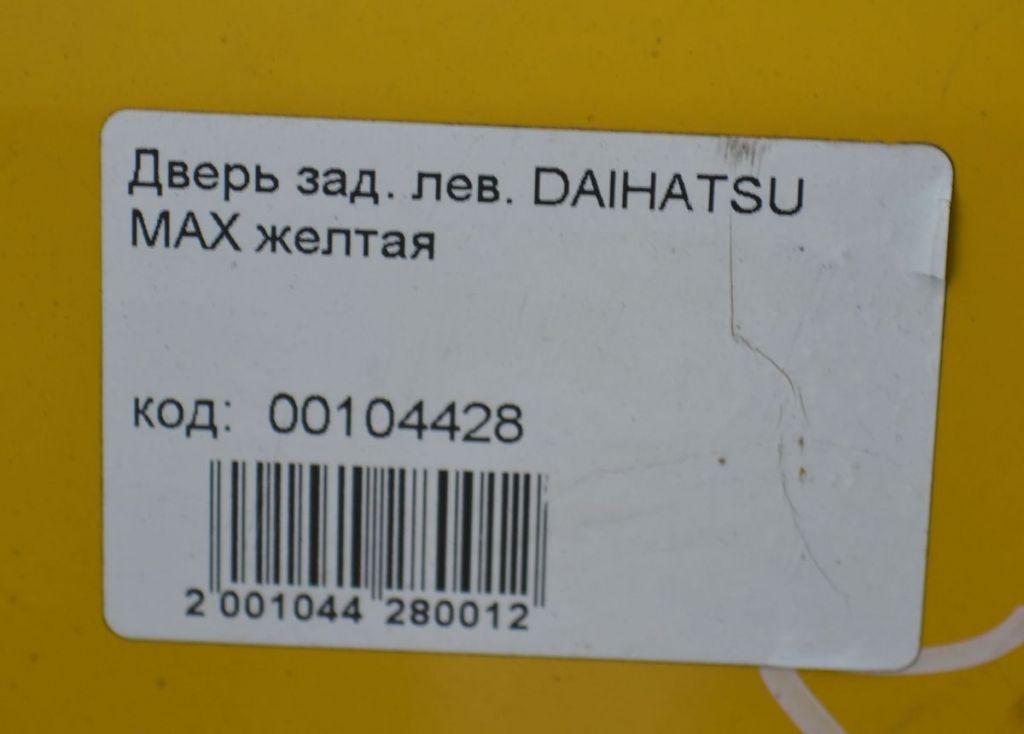 Дверь зад. лев. DAIHATSU
MAX желтая
код: 00104428
2 001044 280012